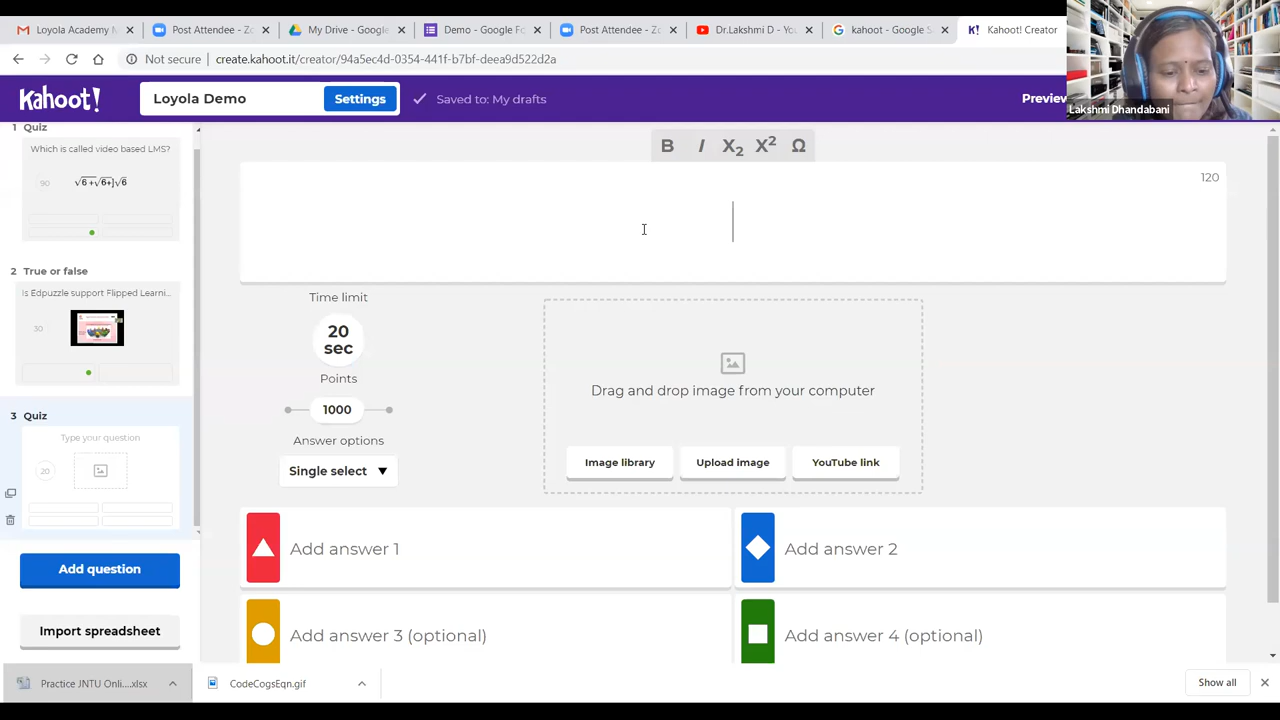 Loyola Academy M
Post Attendee - Zo
My Drive - Google
Demo - Google Fo
Post Attendee - Zo
Dr.Lakshmi D - You
kahoot - Google Se
Kahoot! Creator
Not secure
create.kahoot.it/creator/94a5ec4b-8354-441f-b7bf-deea9d522d2a
Kahoot!
Loyola Demo
Settings
Saved to: My drafts
Preview
Lakshmi Dhandabani
1 Quiz
Which is called video based LMS?
90
√6+√6+]√6
2 True or false
Is Edpuzzle support Flipped Learni...
30
3 Quiz
Type your question
20
Add question
Import spreadsheet
B I X₂ X² Ω
120
Time limit
20
sec
Points
1000
Answer options
Single select
Drag and drop image from your computer
Image library
Upload image
YouTube link
Add answer 1
Add answer 2
Add answer 3 (optional)
Add answer 4 (optional)
Practice JNTU Onli....xlsx
CodeCogsEqn.gif
Show all